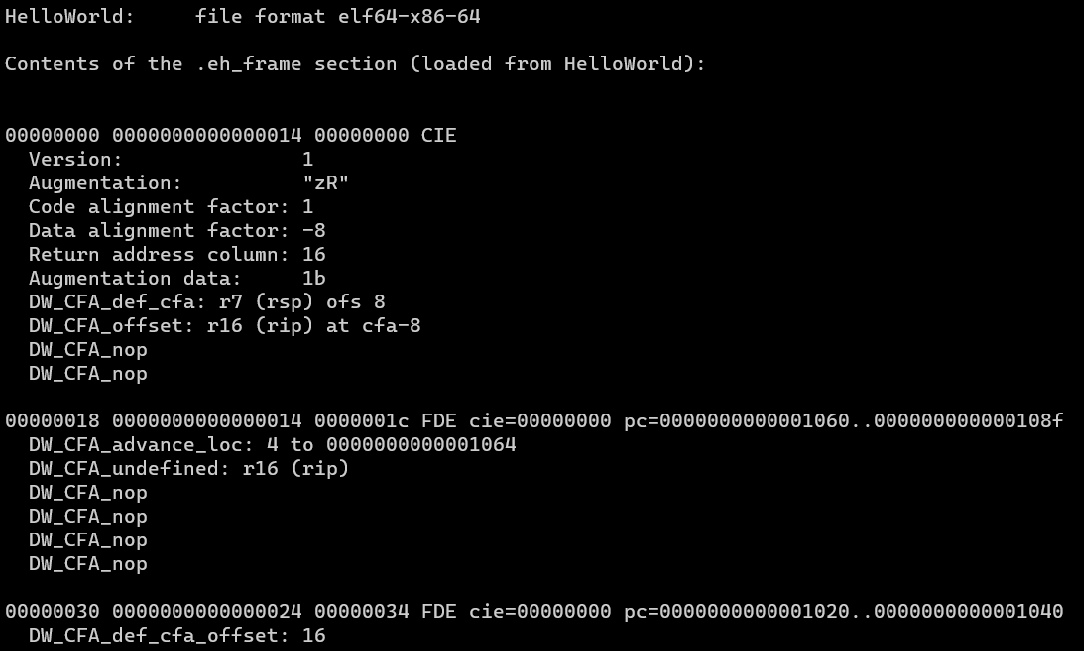 HelloWorld:     file format elf64-x86-64
Contents of the .eh_frame section (loaded from HelloWorld):
00000000 0000000000000014 00000000 CIE
  Version:               1
  Augmentation:          "zR"
  Code alignment factor: 1
  Data alignment factor: -8
  Return address column: 16
  Augmentation data:     1b
  DW_CFA_def_cfa: r7 (rsp) ofs 8
  DW_CFA_offset: r16 (rip) at cfa-8
  DW_CFA_nop
  DW_CFA_nop
00000018 0000000000000014 0000001c FDE cie=00000000 pc=0000000000001060..000000000000108f
  DW_CFA_advance_loc: 4 to 0000000000001064
  DW_CFA_undefined: r16 (rip)
  DW_CFA_nop
  DW_CFA_nop
  DW_CFA_nop
  DW_CFA_nop
00000030 0000000000000024 00000034 FDE cie=00000000 pc=0000000000001020..0000000000001040
  DW_CFA_def_cfa_offset: 16